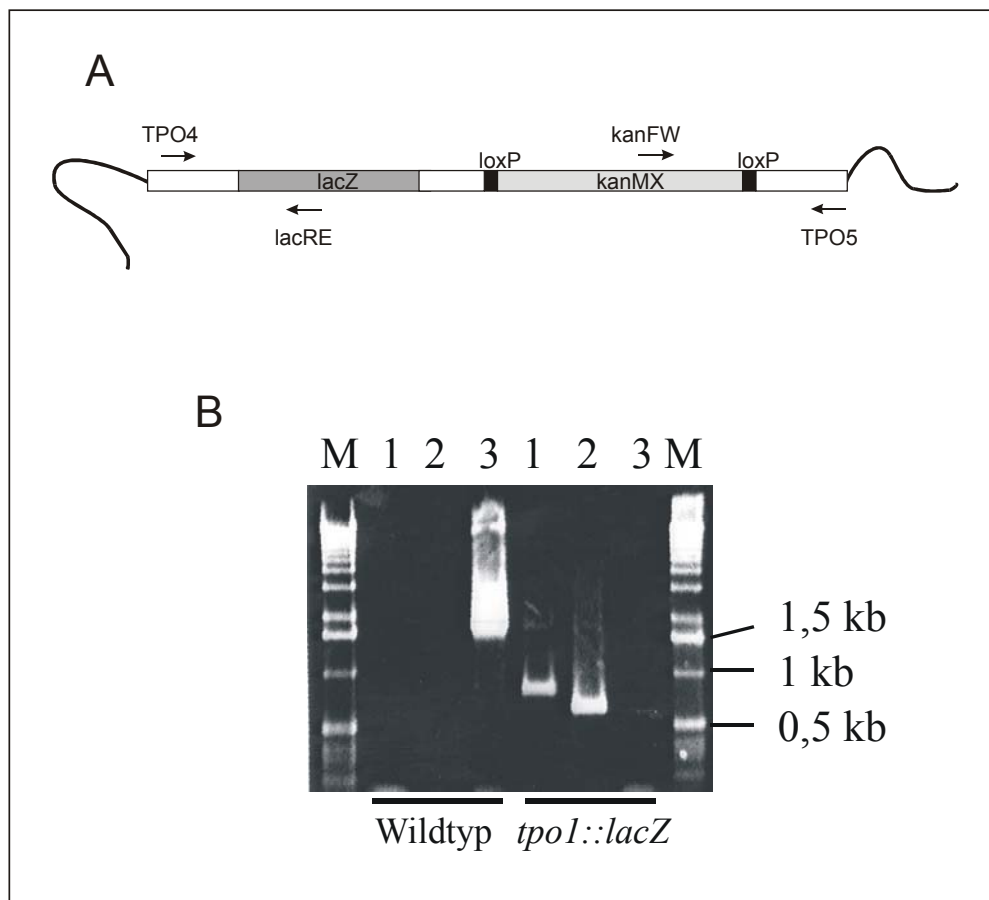 A
TPO4 kanFW
loxP loxP
lacZ kanMX
lacRE TPO5
B
M 1 2 3 1 2 3 M
1,5 kb
1 kb
0,5 kb
Wildtyp tpo1::lacZ